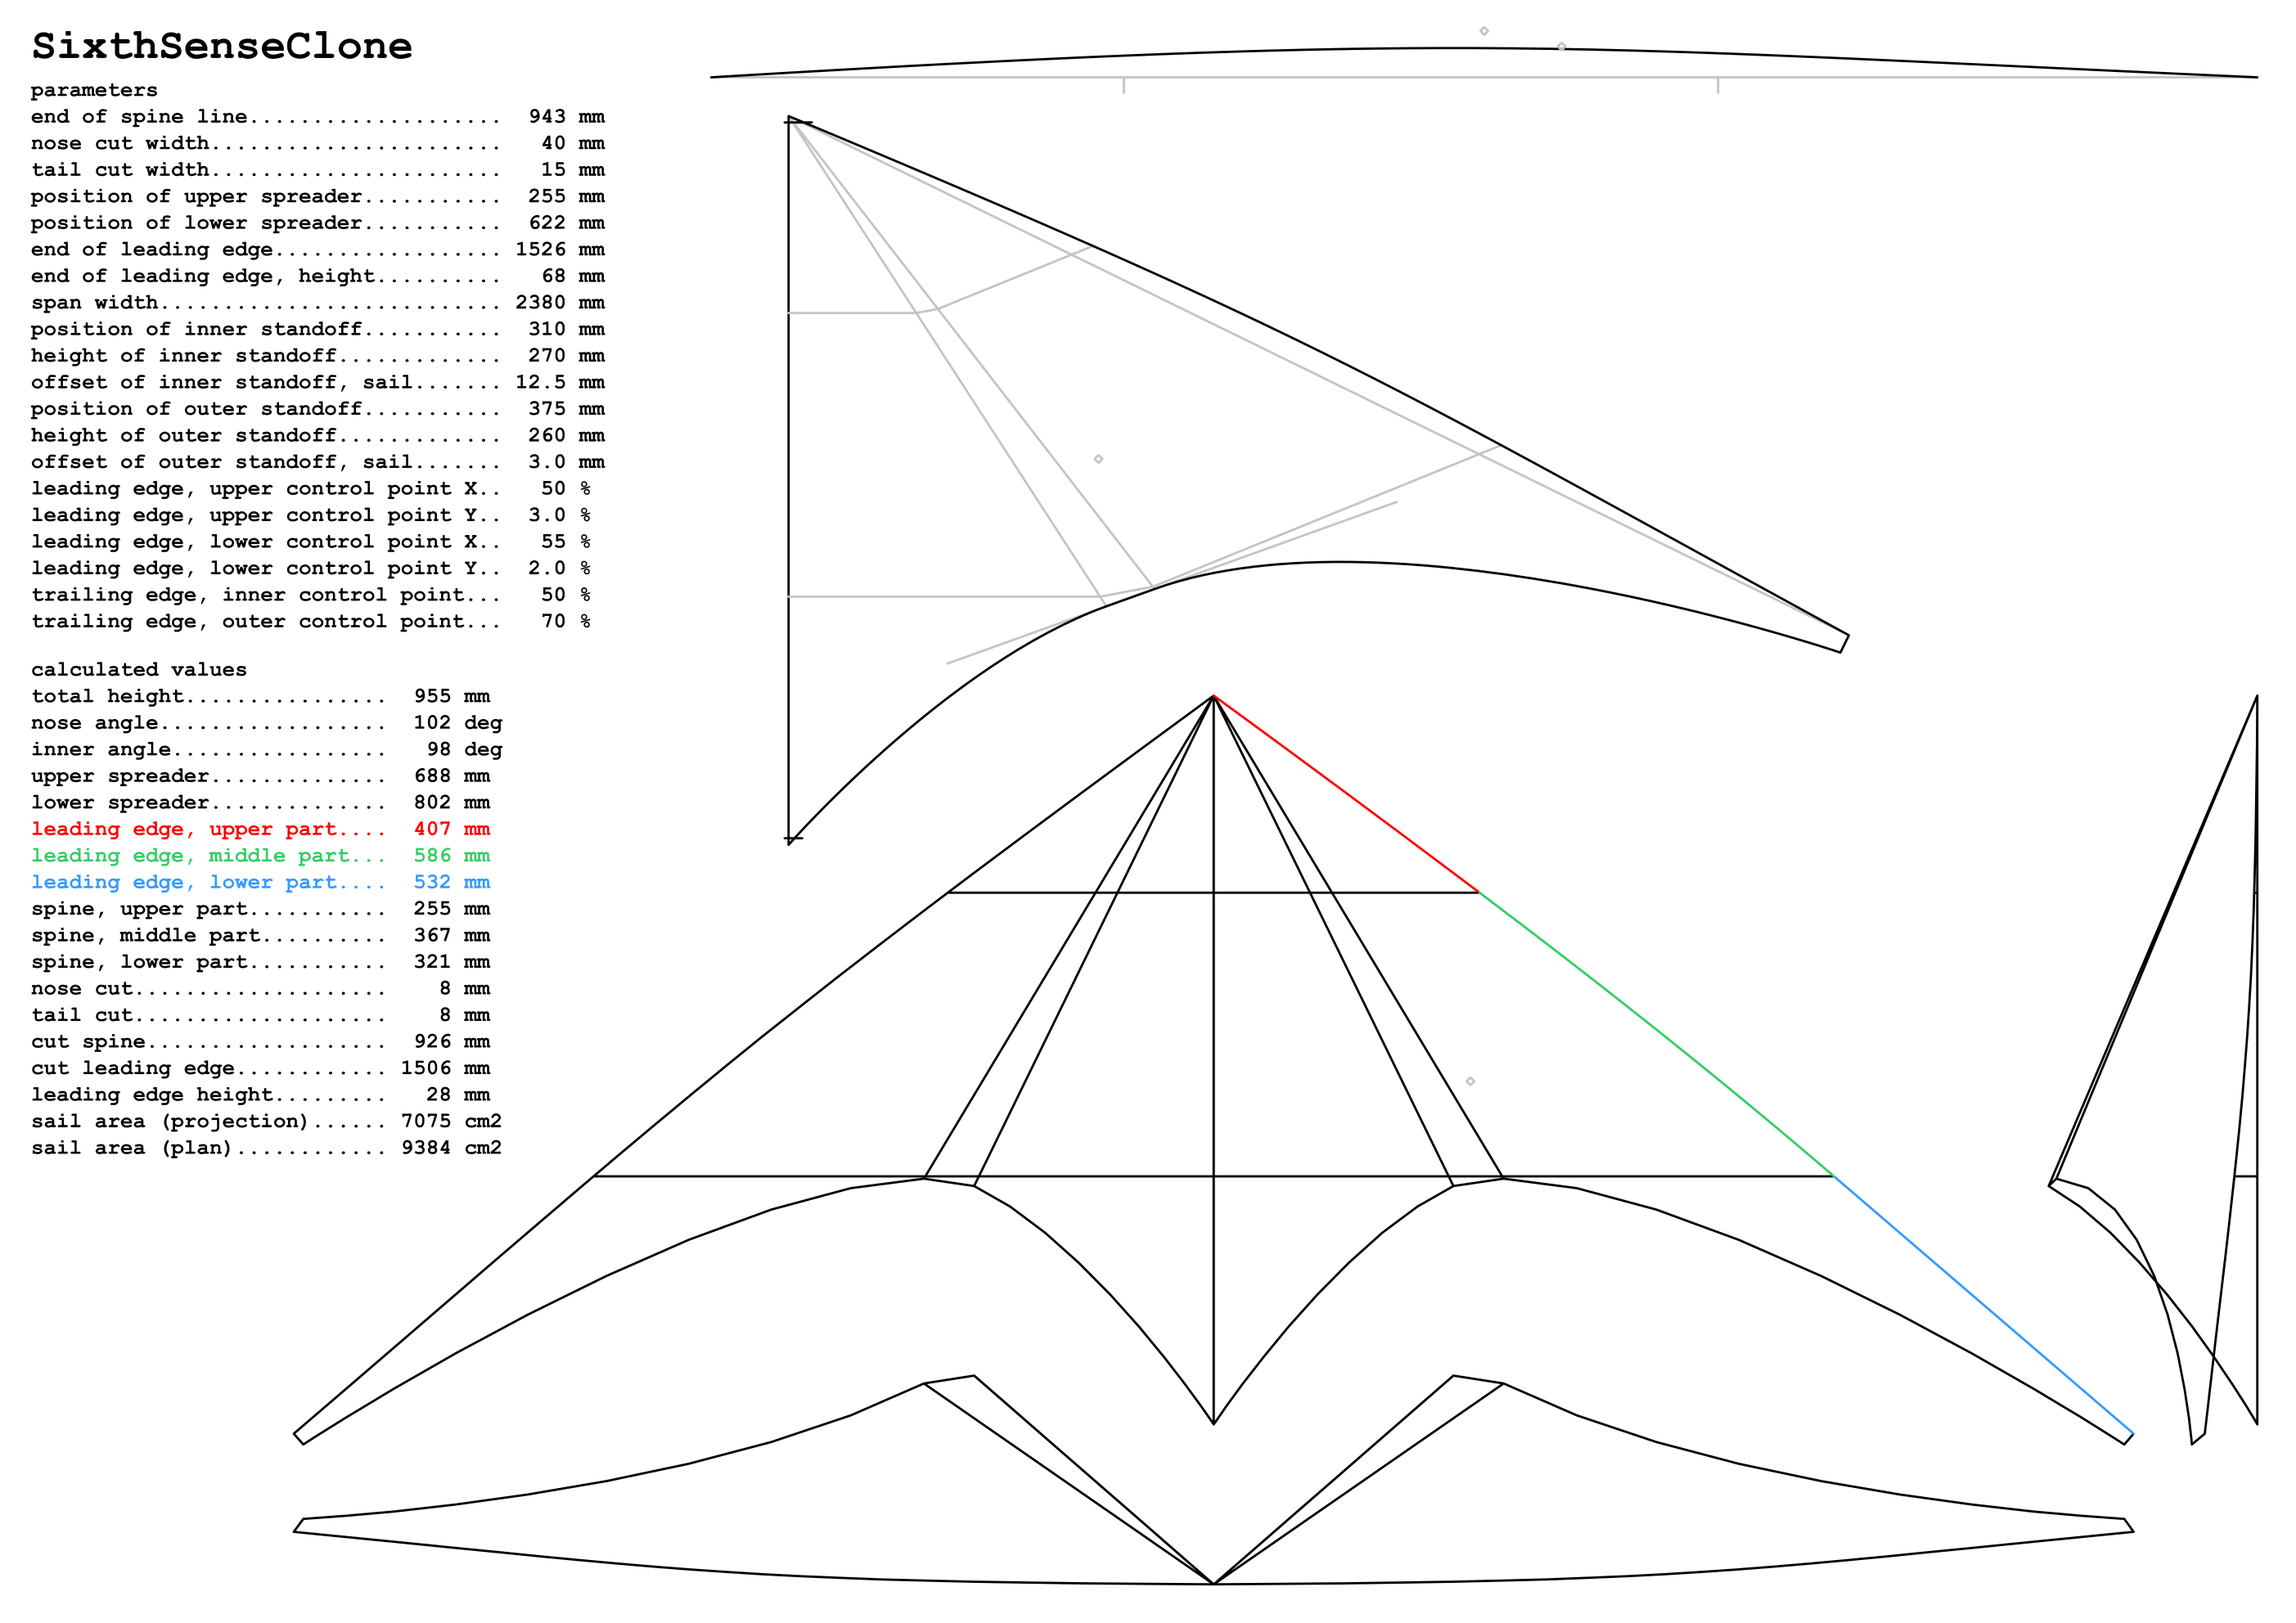 SixthSenseClone
parameters
end of spine line.................... 943 mm
nose cut width....................... 40 mm
tail cut width....................... 15 mm
position of upper spreader........... 255 mm
position of lower spreader........... 622 mm
end of leading edge.................. 1526 mm
end of leading edge, height.......... 68 mm
span width........................... 2380 mm
position of inner standoff........... 310 mm
height of inner standoff............. 270 mm
offset of inner standoff, sail....... 12.5 mm
position of outer standoff........... 375 mm
height of outer standoff............. 260 mm
offset of outer standoff, sail....... 3.0 mm
leading edge, upper control point X.. 50 %
leading edge, upper control point Y.. 3.0 %
leading edge, lower control point X.. 55 %
leading edge, lower control point Y.. 2.0 %
trailing edge, inner control point... 50 %
trailing edge, outer control point... 70 %
calculated values
total height................ 955 mm
nose angle.................. 102 deg
inner angle................. 98 deg
upper spreader.............. 688 mm
lower spreader.............. 802 mm
leading edge, upper part.... 407 mm
leading edge, middle part... 586 mm
leading edge, lower part.... 532 mm
spine, upper part........... 255 mm
spine, middle part.......... 367 mm
spine, lower part........... 321 mm
nose cut.................... 8 mm
tail cut.................... 8 mm
cut spine................... 926 mm
cut leading edge............ 1506 mm
leading edge height......... 28 mm
sail area (projection)...... 7075 cm2
sail area (plan)............ 9384 cm2